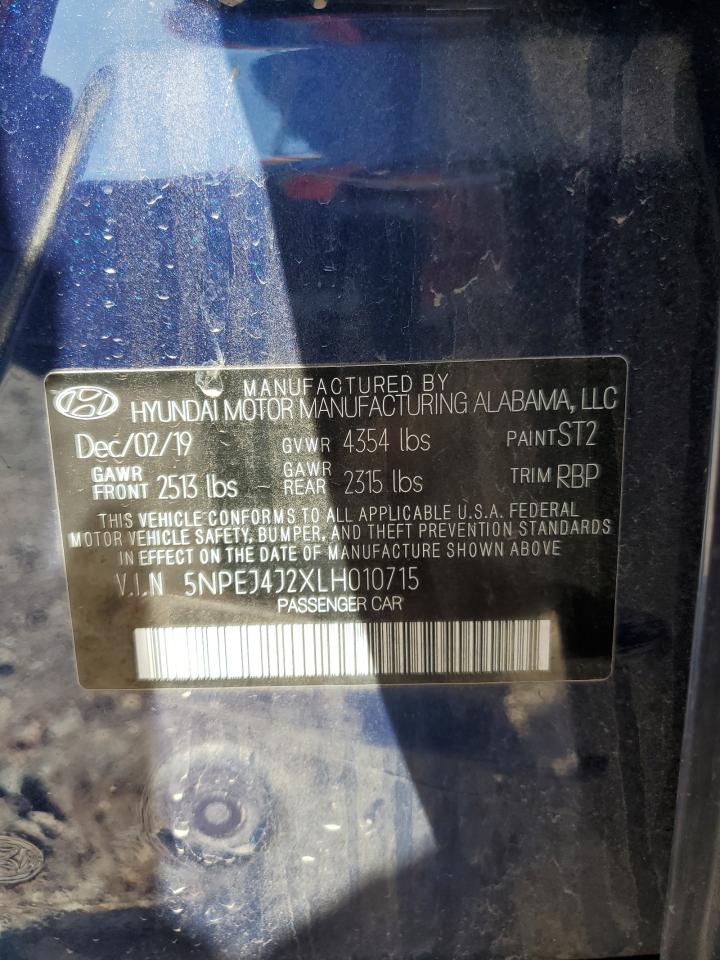 MANUFACTURED BY
HYUNDAI MOTOR MANUFACTURING ALABAMA, LLC
Dec/02/19 GVWR 4354 lbs PAINT ST2
GAWR FRONT 2513 lbs GAWR REAR 2315 lbs TRIM RBP
THIS VEHICLE CONFORMS TO ALL APPLICABLE U.S.A. FEDERAL
MOTOR VEHICLE SAFETY, BUMPER, AND THEFT PREVENTION STANDARDS
IN EFFECT ON THE DATE OF MANUFACTURE SHOWN ABOVE
V.I.N 5NPEJ4J2XLH010715
PASSENGER CAR